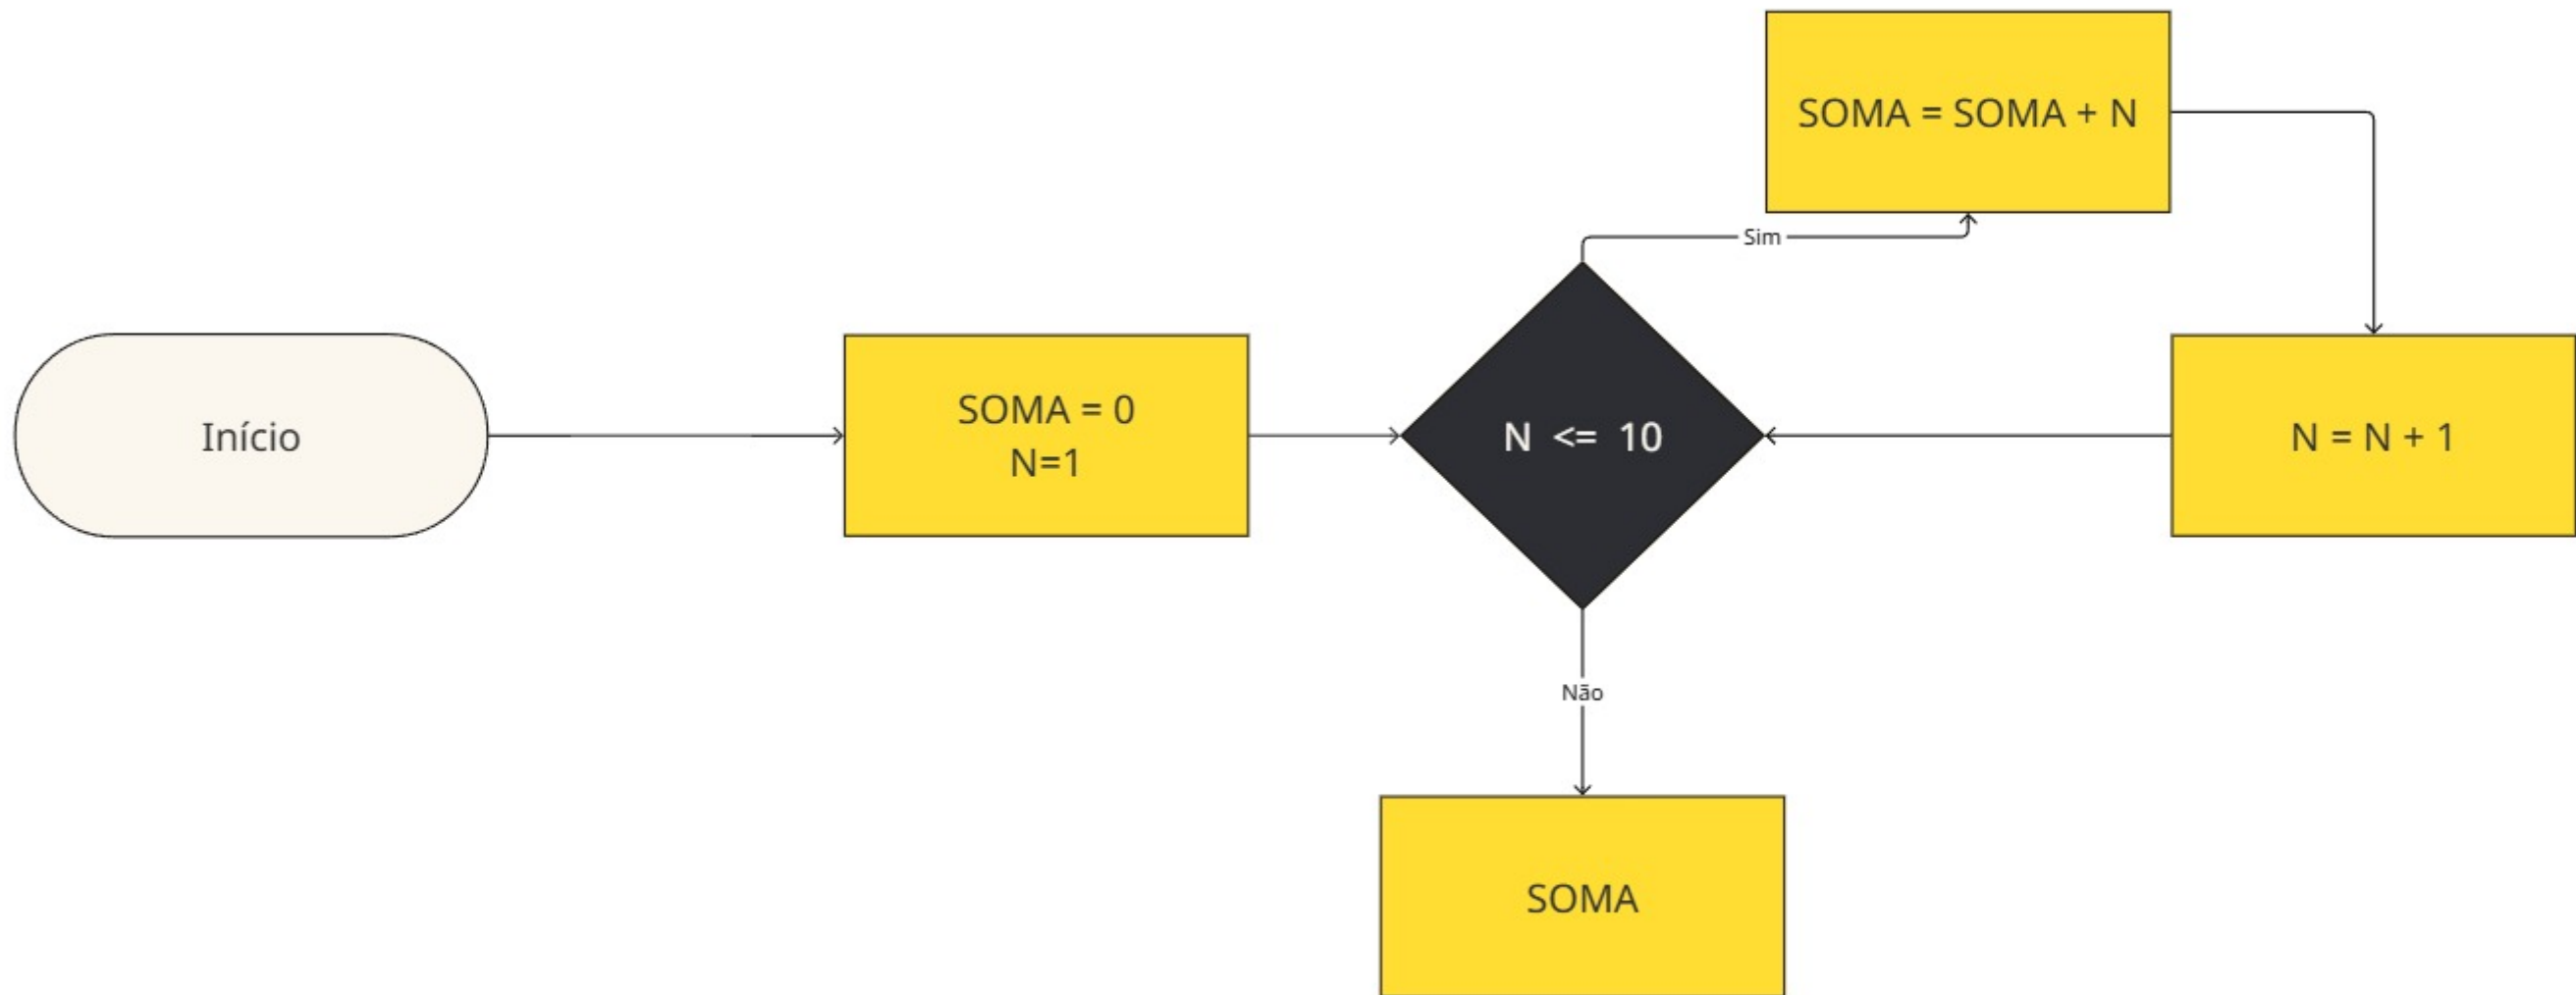 SOMA = SOMA + N
Sim
Início
SOMA = 0
N=1
N <= 10
N = N + 1
Não
SOMA